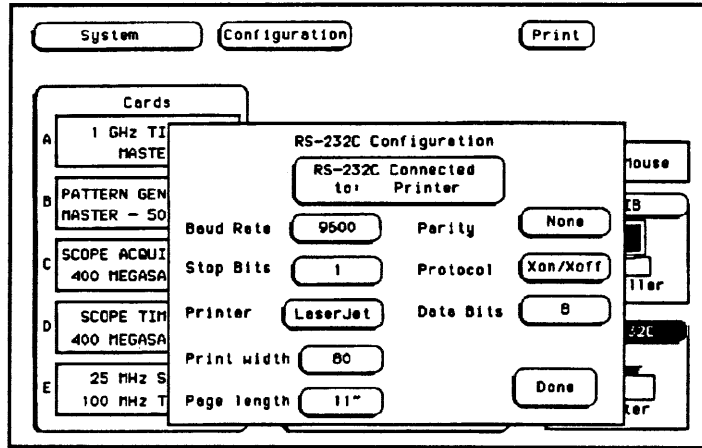 System Configuration Print
Cards
A 1 GHz TI
MASTE
B PATTERN GEN
MASTER - 50
C SCOPE ACQUI
400 MEGASA
D SCOPE TIM
400 MEGASA
E 25 MHz S
100 MHz T
RS-232C Configuration
RS-232C Connected
to: Printer
Baud Rate 9600 Parity None
Stop Bits 1 Protocol Xon/Xoff
Printer LaserJet Data Bits 8
Print width 80
Page length 11" Done
ouse
IB
ller
32C
ter